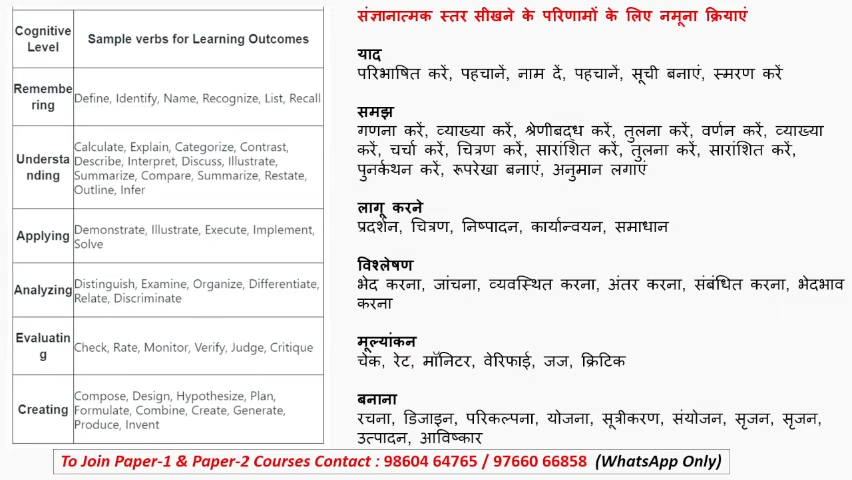 Cognitive
Level
Sample verbs for Learning Outcomes
Remembe
ring
Define, Identify, Name, Recognize, List, Recall
Understa
nding
Calculate, Explain, Categorize, Contrast,
Describe, Interpret, Discuss, Illustrate,
Summarize, Compare, Summarize, Restate,
Outline, Infer
Applying
Demonstrate, Illustrate, Execute, Implement,
Solve
Analyzing
Distinguish, Examine, Organize, Differentiate,
Relate, Discriminate
Evaluatin
g
Check, Rate, Monitor, Verify, Judge, Critique
Creating
Compose, Design, Hypothesize, Plan,
Formulate, Combine, Create, Generate,
Produce, Invent
संज्ञानात्मक स्तर सीखने के परिणामों के लिए नमूना क्रियाएं
याद
परिभाषित करें, पहचानें, नाम दें, पहचानें, सूची बनाएं, स्मरण करें
समझ
गणना करें, व्याख्या करें, श्रेणीबद्ध करें, तुलना करें, वर्णन करें, व्याख्या
करें, चर्चा करें, चित्रण करें, सारांशित करें, तुलना करें, सारांशित करें,
पुनर्कथन करें, रूपरेखा बनाएं, अनुमान लगाएं
लागू करने
प्रदर्शन, चित्रण, निष्पादन, कार्यान्वयन, समाधान
विश्लेषण
भेद करना, जांचना, व्यवस्थित करना, अंतर करना, संबंधित करना, भेदभाव
करना
मूल्यांकन
चेक, रेट, मॉनिटर, वेरिफाई, जज, क्रिटिक
बनाना
रचना, डिजाइन, परिकल्पना, योजना, सूत्रीकरण, संयोजन, सृजन, सृजन,
उत्पादन, आविष्कार
To Join Paper-1 & Paper-2 Courses Contact : 98604 64765 / 97660 66858 (WhatsApp Only)